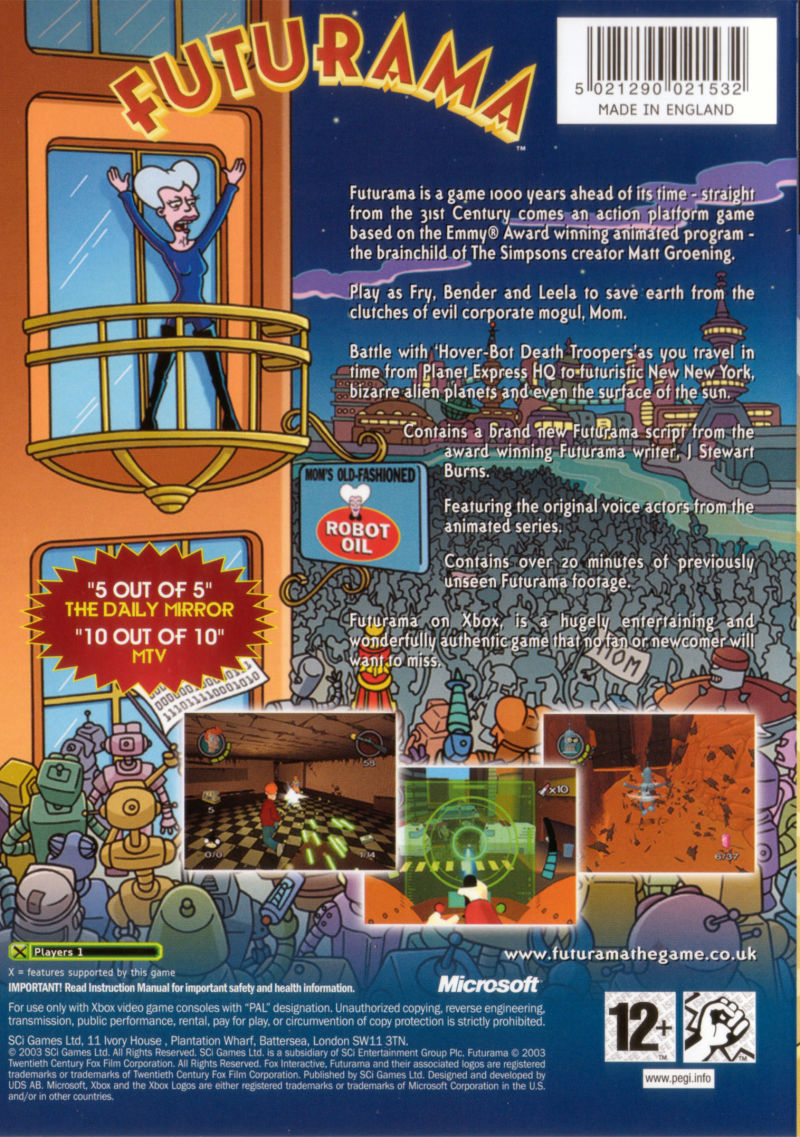 FUTURAMA
™
5 021290 021532
MADE IN ENGLAND
Futurama is a game 1000 years ahead of its time - straight
from the 31st Century comes an action platform game
based on the Emmy® Award winning animated program -
the brainchild of The Simpsons creator Matt Groening.
Play as Fry, Bender and Leela to save earth from the
clutches of evil corporate mogul, Mom.
Battle with 'Hover-Bot Death Troopers'as you travel in
time from Planet Express HQ to futuristic New New York,
bizarre alien planets and even the surface of the sun.
Contains a brand new Futurama script from the
award winning Futurama writer, J Stewart
Burns.
MOM'S OLD-FASHIONED
ROBOT
OIL
Featuring the original voice actors from the
animated series.
Contains over 20 minutes of previously
unseen Futurama footage.
"5 OUT OF 5"
THE DAILY MIRROR
"10 OUT OF 10"
MTV
Futurama on Xbox, is a hugely entertaining and
wonderfully authentic game that no fan or newcomer will
want to miss.
MOM
58
5
0/0
1/4
x10
6/37
www.futuramathegame.co.uk
Players 1
X = features supported by this game
IMPORTANT! Read Instruction Manual for important safety and health information.
Microsoft
For use only with Xbox video game consoles with "PAL" designation. Unauthorized copying, reverse engineering,
transmission, public performance, rental, pay for play, or circumvention of copy protection is strictly prohibited.
SCi Games Ltd, 11 Ivory House , Plantation Wharf, Battersea, London SW11 3TN.
© 2003 SCi Games Ltd. All Rights Reserved. SCi Games Ltd. is a subsidiary of SCi Entertainment Group Plc. Futurama © 2003
Twentieth Century Fox Film Corporation. All Rights Reserved. Fox Interactive, Futurama and their associated logos are registered
trademarks or trademarks of Twentieth Century Fox Film Corporation. Published by SCi Games Ltd. Designed and developed by
UDS AB. Microsoft, Xbox and the Xbox Logos are either registered trademarks or trademarks of Microsoft Corporation in the U.S.
and/or in other countries.
12+
™
™
www.pegi.info